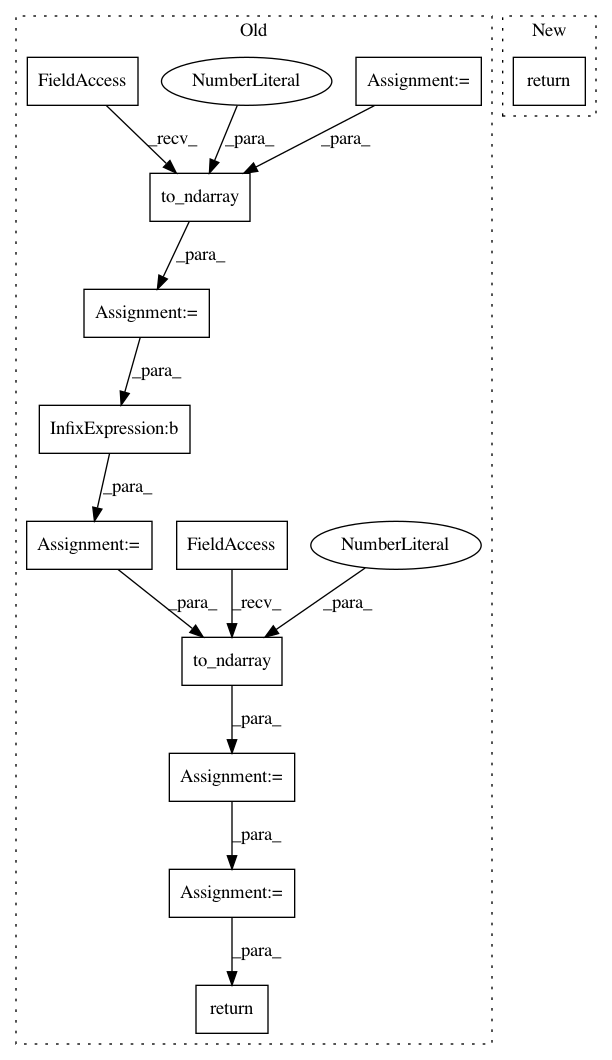 Old
New
FieldAccess
NumberLiteral
Assignment:=
return
_recv_
_para_
_para_
to_ndarray
_para_
Assignment:=
_para_
InfixExpression:b
_para_
Assignment:=
FieldAccess
NumberLiteral
_para_
_recv_
_para_
to_ndarray
_para_
Assignment:=
_para_
Assignment:=
_para_
return